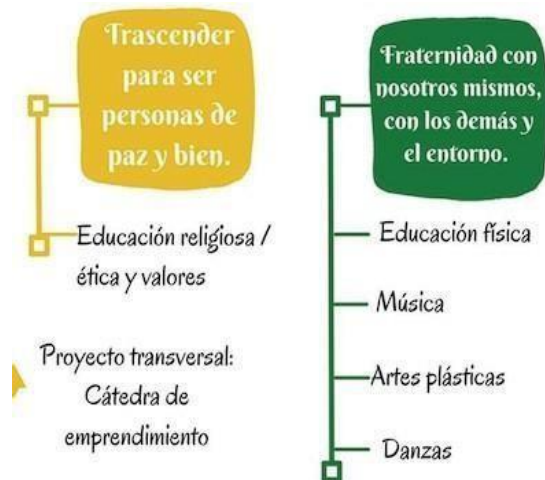 Trascender
para ser
personas de
paz y bien.
Educación religiosa /
ética y valores
Proyecto transversal:
Cátedra de
emprendimiento
Fraternidad con
nosotros mismos,
con los demás y
el entorno.
Educación física
Música
Artes plásticas
Danzas